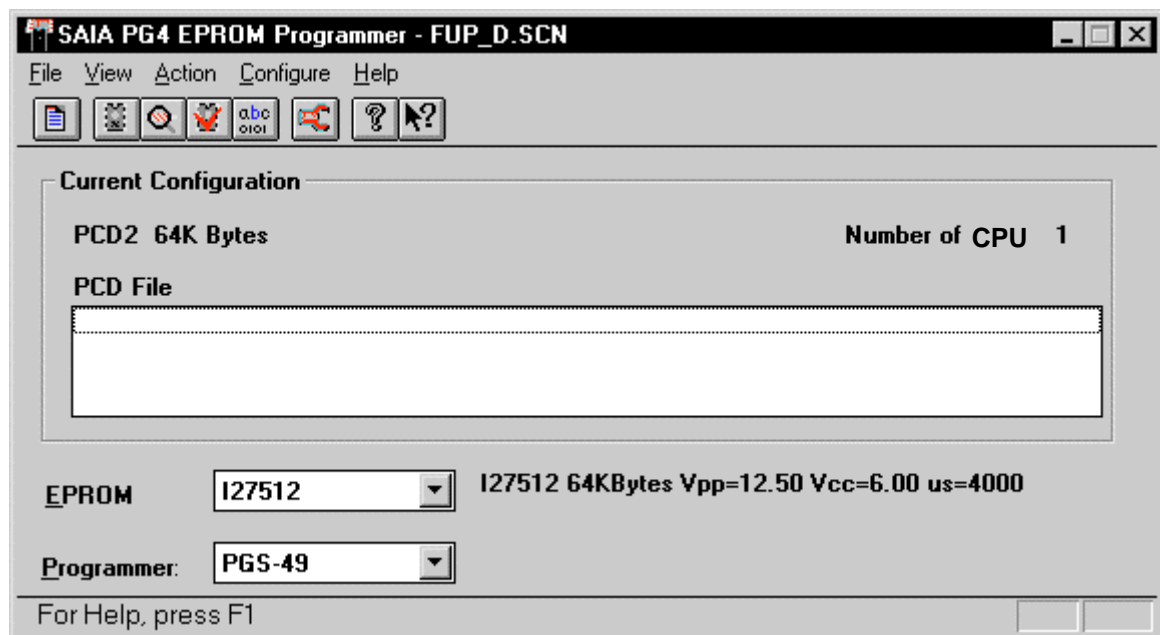 SAIA PG4 EPROM Programmer - FUP_D.SCN
File View Action Configure Help
abc
0101
Current Configuration
PCD2 64K Bytes Number of CPU 1
PCD File
EPROM I27512 I27512 64KBytes Vpp=12.50 Vcc=6.00 us=4000
Programmer: PGS-49
For Help, press F1